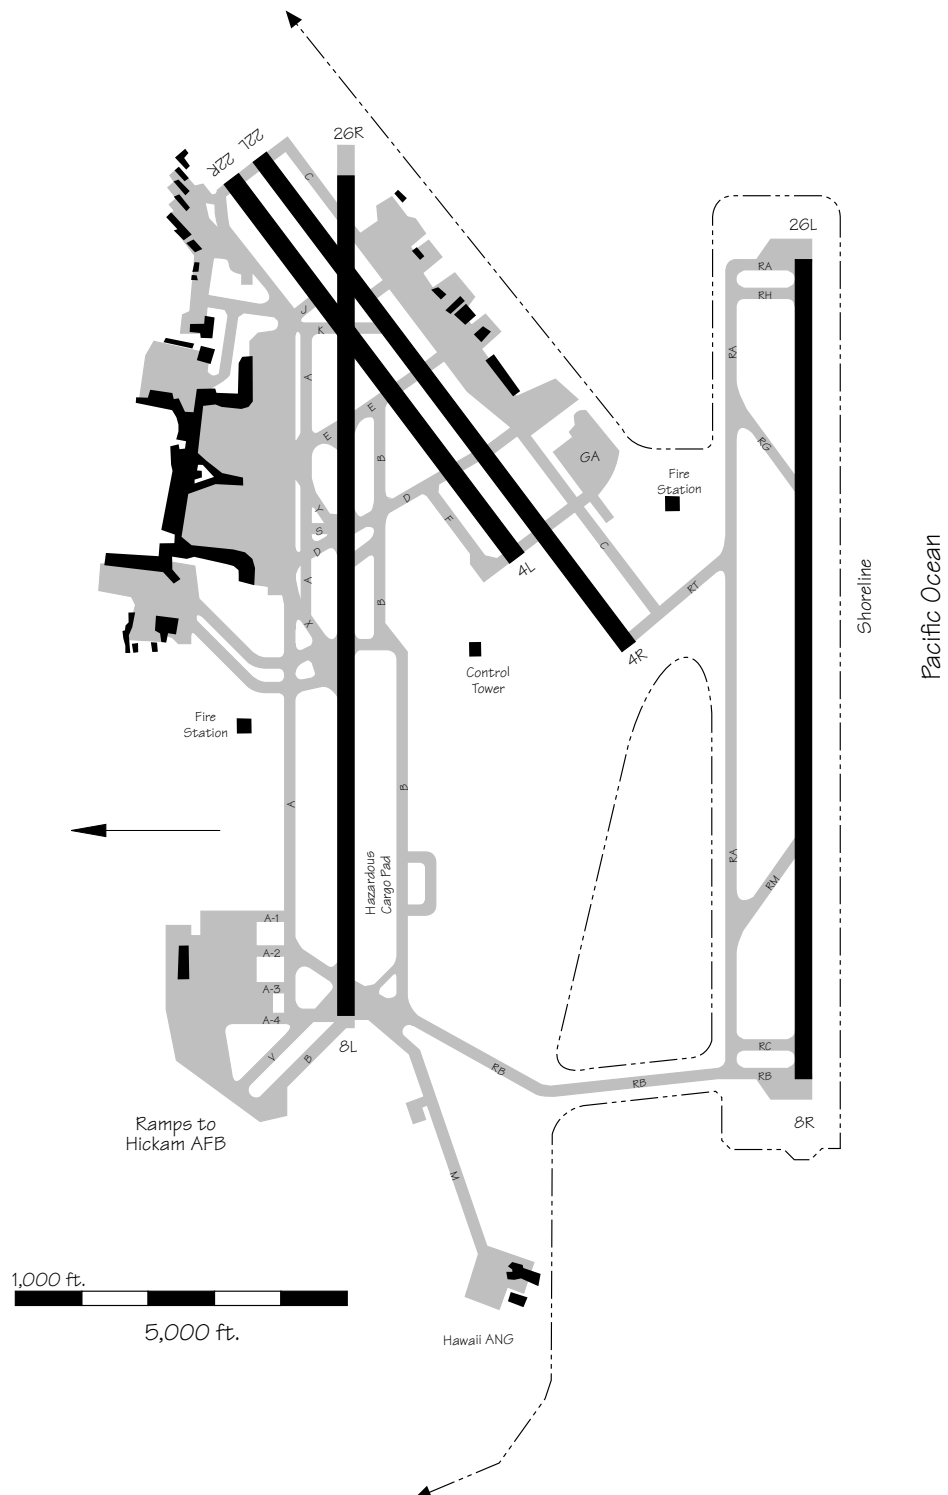 26R
22L
22R
C
26L
RA
RH
J
K
RA
A
E
E
B
RG
GA
Fire
Station
D
F
Y
S
D
C
4L
A
B
RT
X
4R
Shoreline
Pacific Ocean
Control
Tower
Fire
Station
A
B
Hazardous
Cargo Pad
RA
RM
A-1
A-2
A-3
A-4
8L
V
B
RB
RB
RC
RB
8R
Ramps to
Hickam AFB
M
1,000 ft.
5,000 ft.
Hawaii ANG